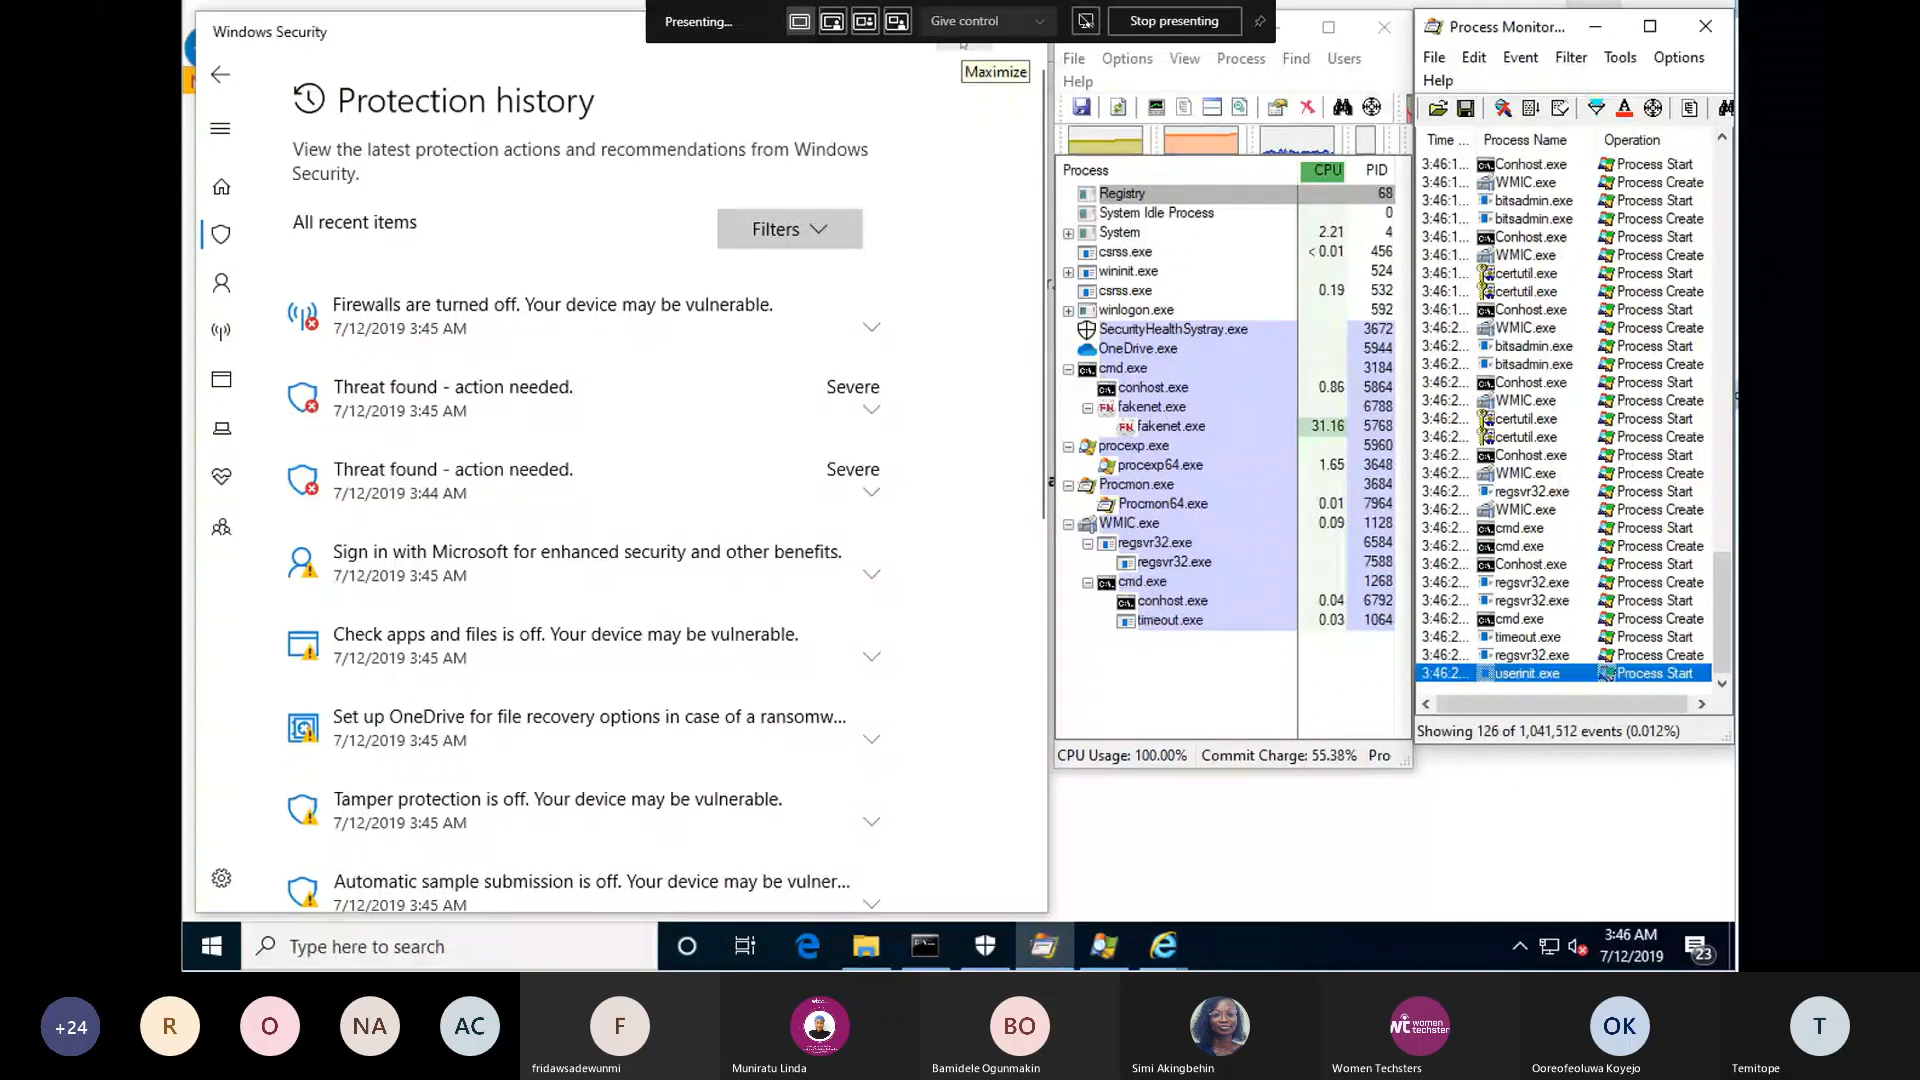 Presenting...
Give control
Stop presenting
Windows Security
Maximize
Protection history
View the latest protection actions and recommendations from Windows
Security.
All recent items
Filters
Firewalls are turned off. Your device may be vulnerable.
7/12/2019 3:45 AM
Threat found - action needed.
Severe
7/12/2019 3:45 AM
Threat found - action needed.
Severe
7/12/2019 3:44 AM
Sign in with Microsoft for enhanced security and other benefits.
7/12/2019 3:45 AM
Check apps and files is off. Your device may be vulnerable.
7/12/2019 3:45 AM
Set up OneDrive for file recovery options in case of a ransomw...
7/12/2019 3:45 AM
Tamper protection is off. Your device may be vulnerable.
7/12/2019 3:45 AM
Automatic sample submission is off. Your device may be vulner...
7/12/2019 3:45 AM
File Options View Process Find Users
Help
Process CPU PID
Registry 68
System Idle Process 0
System 2.21 4
csrss.exe < 0.01 456
wininit.exe 524
csrss.exe 0.19 532
winlogon.exe 592
SecurityHealthSystray.exe 3672
OneDrive.exe 5944
cmd.exe 3184
conhost.exe 0.86 5864
fakenet.exe 6788
fakenet.exe 31.16 5768
procexp.exe 5960
procexp64.exe 1.65 3648
Procmon.exe 3684
Procmon64.exe 0.01 7964
WMIC.exe 0.09 1128
regsvr32.exe 6584
regsvr32.exe 7588
cmd.exe 1268
conhost.exe 0.04 6792
timeout.exe 0.03 1064
CPU Usage: 100.00% Commit Charge: 55.38% Pro
Process Monitor...
File Edit Event Filter Tools Options
Help
Time ... Process Name Operation
3:46:1... Conhost.exe Process Start
3:46:1... WMIC.exe Process Create
3:46:1... bitsadmin.exe Process Start
3:46:1... bitsadmin.exe Process Create
3:46:1... Conhost.exe Process Start
3:46:1... WMIC.exe Process Create
3:46:1... certutil.exe Process Start
3:46:1... certutil.exe Process Create
3:46:1... Conhost.exe Process Start
3:46:2... WMIC.exe Process Create
3:46:2... bitsadmin.exe Process Start
3:46:2... bitsadmin.exe Process Create
3:46:2... Conhost.exe Process Start
3:46:2... WMIC.exe Process Create
3:46:2... certutil.exe Process Start
3:46:2... certutil.exe Process Create
3:46:2... Conhost.exe Process Start
3:46:2... WMIC.exe Process Create
3:46:2... regsvr32.exe Process Start
3:46:2... WMIC.exe Process Create
3:46:2... cmd.exe Process Start
3:46:2... cmd.exe Process Create
3:46:2... Conhost.exe Process Start
3:46:2... regsvr32.exe Process Create
3:46:2... regsvr32.exe Process Start
3:46:2... cmd.exe Process Create
3:46:2... timeout.exe Process Start
3:46:2... regsvr32.exe Process Create
3:46:2... userinit.exe Process Start
Showing 126 of 1,041,512 events (0.012%)
Type here to search
3:46 AM
7/12/2019
23
+24
R
O
NA
AC
F
BO
women
techster
OK
T
fridawsadewunmi
Muniratu Linda
Bamidele Ogunmakin
Simi Akingbehin
Women Techsters
Ooreofeoluwa Koyejo
Temitope